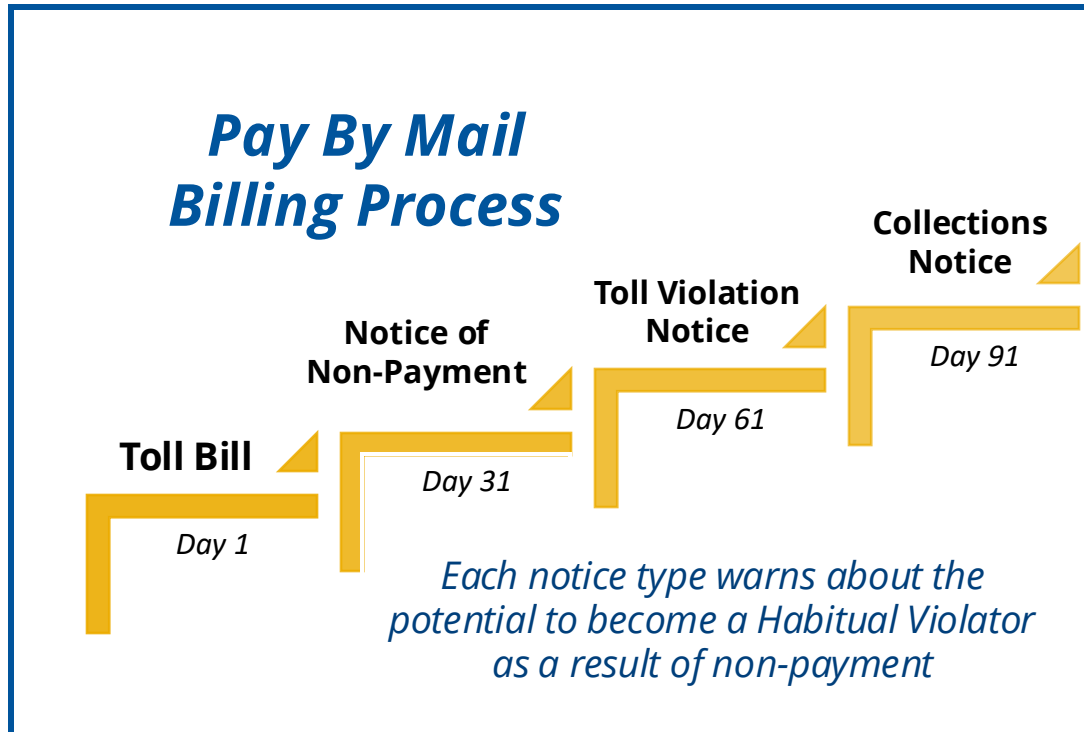 Pay By Mail
Billing Process
Collections
Notice
Day 91
Toll Violation
Notice
Day 61
Notice of
Non-Payment
Day 31
Toll Bill
Day 1
Each notice type warns about the
potential to become a Habitual Violator
as a result of non-payment